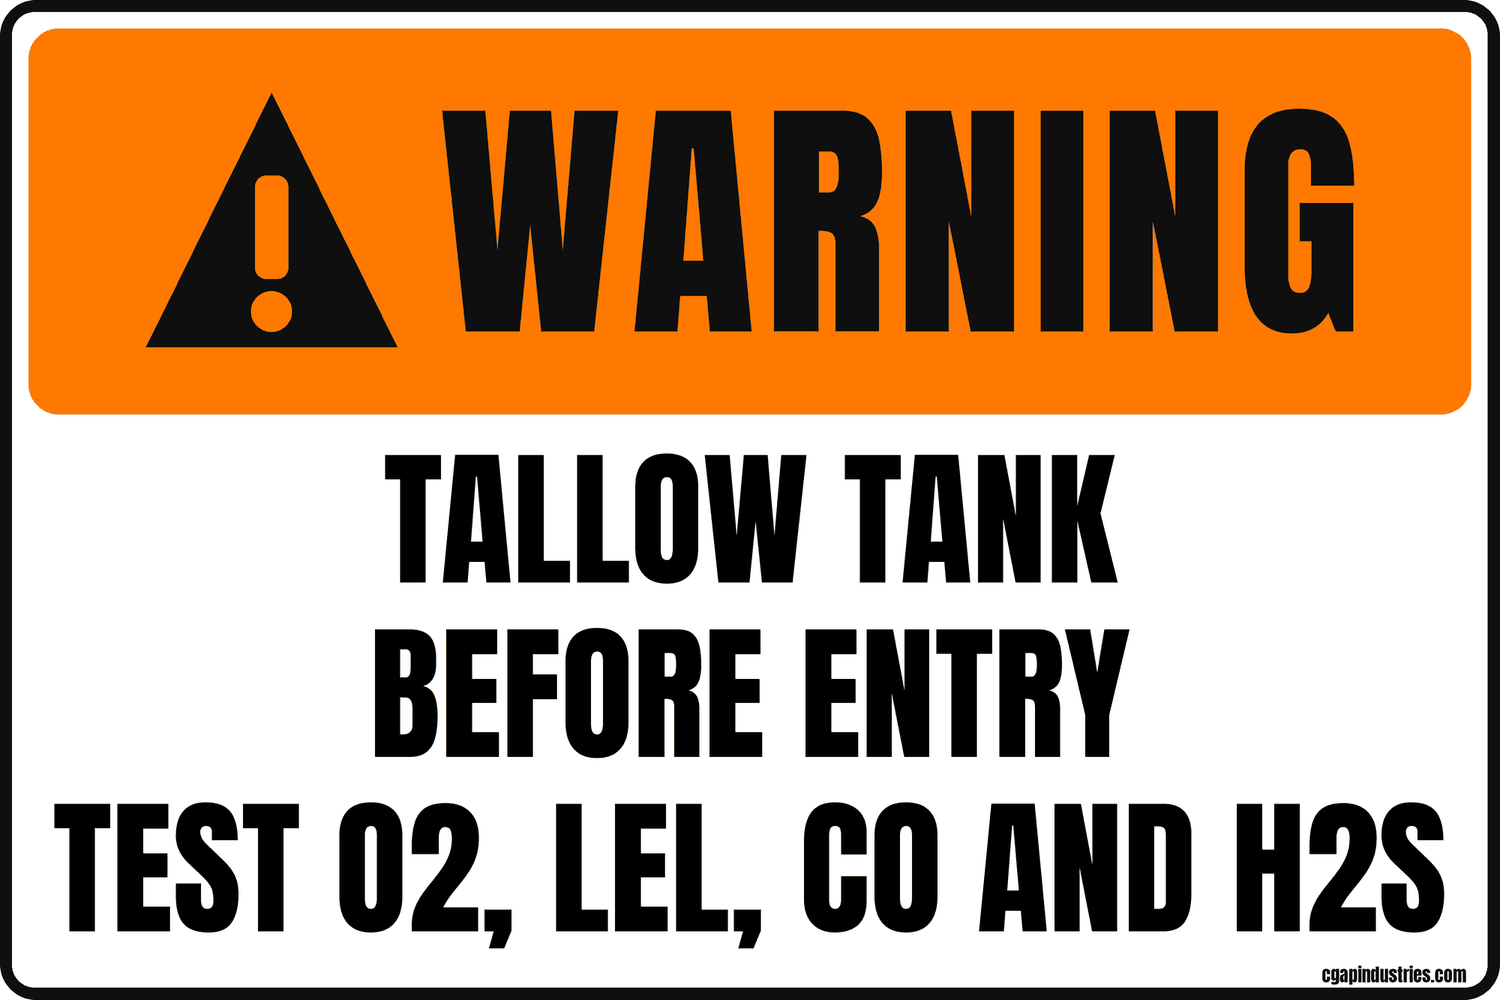 WARNING
TALLOW TANK
BEFORE ENTRY
TEST O2, LEL, CO AND H2S
cgapindustries.com